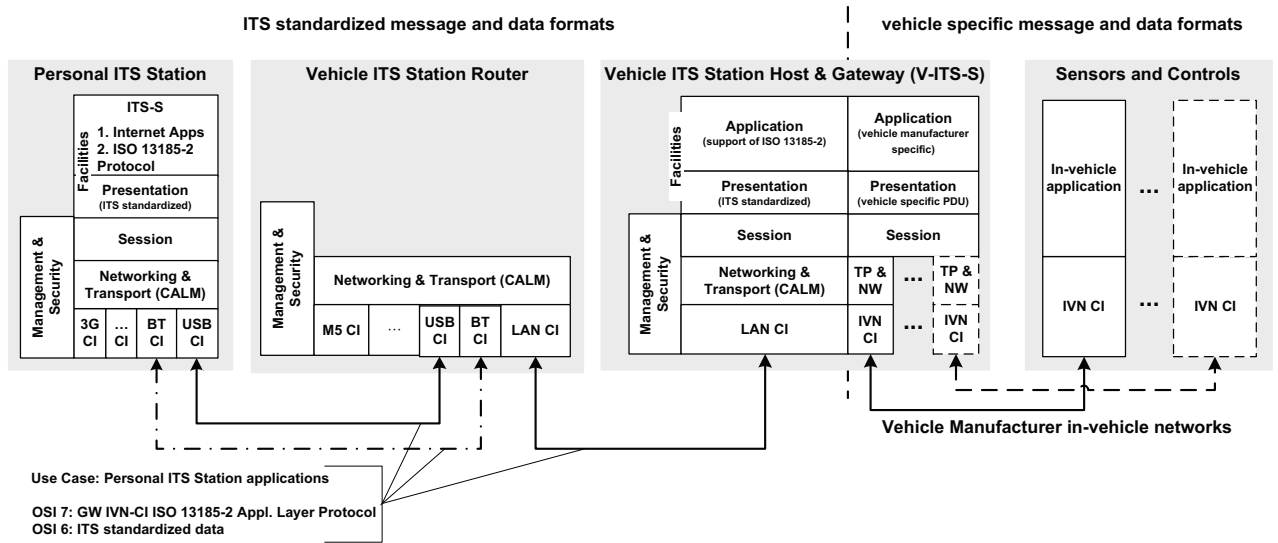 ITS standardized message and data formats
vehicle specific message and data formats
Personal ITS Station
Vehicle ITS Station Router
Vehicle ITS Station Host & Gateway (V-ITS-S)
Sensors and Controls
Facilities
ITS-S
1. Internet Apps
2. ISO 13185-2
Protocol
Presentation
(ITS standardized)
Management &
Security
Session
Networking &
Transport (CALM)
3G
CI
...
CI
BT
CI
USB
CI
Management &
Security
Networking & Transport (CALM)
M5 CI
...
USB
CI
BT
CI
LAN CI
Facilities
Application
(support of ISO 13185-2)
Application
(vehicle manufacturer
specific)
Presentation
(ITS standardized)
Presentation
(vehicle specific PDU)
Management &
Security
Session
Session
Networking &
Transport (CALM)
TP &
NW
...
TP &
NW
LAN CI
IVN
CI
...
IVN
CI
In-vehicle
application
...
In-vehicle
application
IVN CI
...
IVN CI
Vehicle Manufacturer in-vehicle networks
Use Case: Personal ITS Station applications
OSI 7: GW IVN-CI ISO 13185-2 Appl. Layer Protocol
OSI 6: ITS standardized data